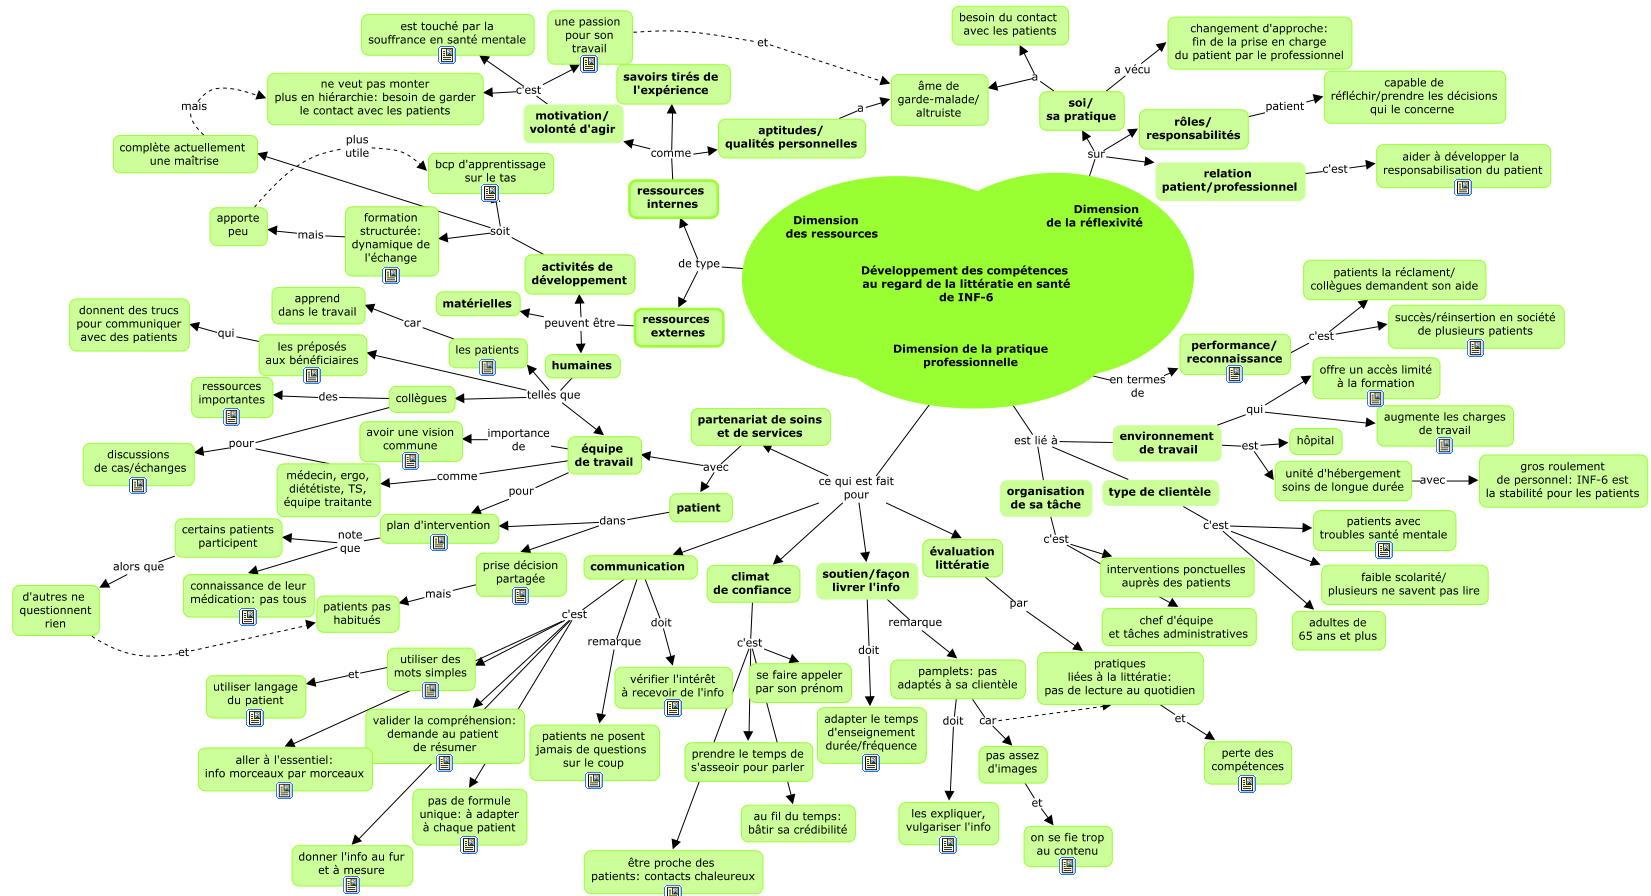 Dimension
des ressources
Dimension
de la réflexivité
Développement des compétences
au regard de la littératie en santé
de INF-6
Dimension de la pratique
professionnelle
de type
ressources
internes
comme
savoirs tirés de
l'expérience
motivation/
volonté d'agir
c'est
est touché par la
souffrance en santé mentale
une passion
pour son
travail
et
ne veut pas monter
plus en hiérarchie: besoin de garder
le contact avec les patients
aptitudes/
qualités personnelles
a
âme de
garde-malade/
altruiste
ressources
externes
peuvent être
matérielles
activités de
développement
soit
complète actuellement
une maîtrise
mais
bcp d'apprentissage
sur le tas
formation
structurée:
dynamique de
l'échange
mais
apporte
peu
plus
utile
humaines
telles que
les patients
car
apprend
dans le travail
les préposés
aux bénéficiaires
qui
donnent des trucs
pour communiquer
avec des patients
collègues
des
ressources
importantes
pour
discussions
de cas/échanges
équipe
de travail
importance
de
avoir une vision
commune
comme
médecin, ergo,
diététiste, TS,
équipe traitante
pour
plan d'intervention
note
que
certains patients
participent
alors que
d'autres ne
questionnent
rien
et
connaissance de leur
médication: pas tous
sur
soi/
sa pratique
a
besoin du contact
avec les patients
a vécu
changement d'approche:
fin de la prise en charge
du patient par le professionnel
rôles/
responsabilités
patient
capable de
réfléchir/prendre les décisions
qui le concerne
relation
patient/professionnel
c'est
aider à développer la
responsabilisation du patient
en termes
de
performance/
reconnaissance
c'est
patients la réclament/
collègues demandent son aide
succès/réinsertion en société
de plusieurs patients
est lié à
environnement
de travail
qui
offre un accès limité
à la formation
augmente les charges
de travail
est
hôpital
unité d'hébergement
soins de longue durée
avec
gros roulement
de personnel: INF-6 est
la stabilité pour les patients
type de clientèle
c'est
patients avec
troubles santé mentale
faible scolarité/
plusieurs ne savent pas lire
adultes de
65 ans et plus
organisation
de sa tâche
c'est
interventions ponctuelles
auprès des patients
chef d'équipe
et tâches administratives
ce qui est fait
pour
partenariat de soins
et de services
avec
patient
dans
prise décision
partagée
mais
patients pas
habitués
communication
c'est
utiliser des
mots simples
et
utiliser langage
du patient
aller à l'essentiel:
info morceaux par morceaux
valider la compréhension:
demande au patient
de résumer
pas de formule
unique: à adapter
à chaque patient
donner l'info au fur
et à mesure
remarque
patients ne posent
jamais de questions
sur le coup
doit
vérifier l'intérêt
à recevoir de l'info
climat
de confiance
c'est
se faire appeler
par son prénom
prendre le temps de
s'asseoir pour parler
au fil du temps:
bâtir sa crédibilité
être proche des
patients: contacts chaleureux
soutien/façon
livrer l'info
doit
adapter le temps
d'enseignement
durée/fréquence
remarque
pamplets: pas
adaptés à sa clientèle
doit
les expliquer,
vulgariser l'info
car
pas assez
d'images
et
on se fie trop
au contenu
évaluation
littératie
par
pratiques
liées à la littératie:
pas de lecture au quotidien
et
perte des
compétences